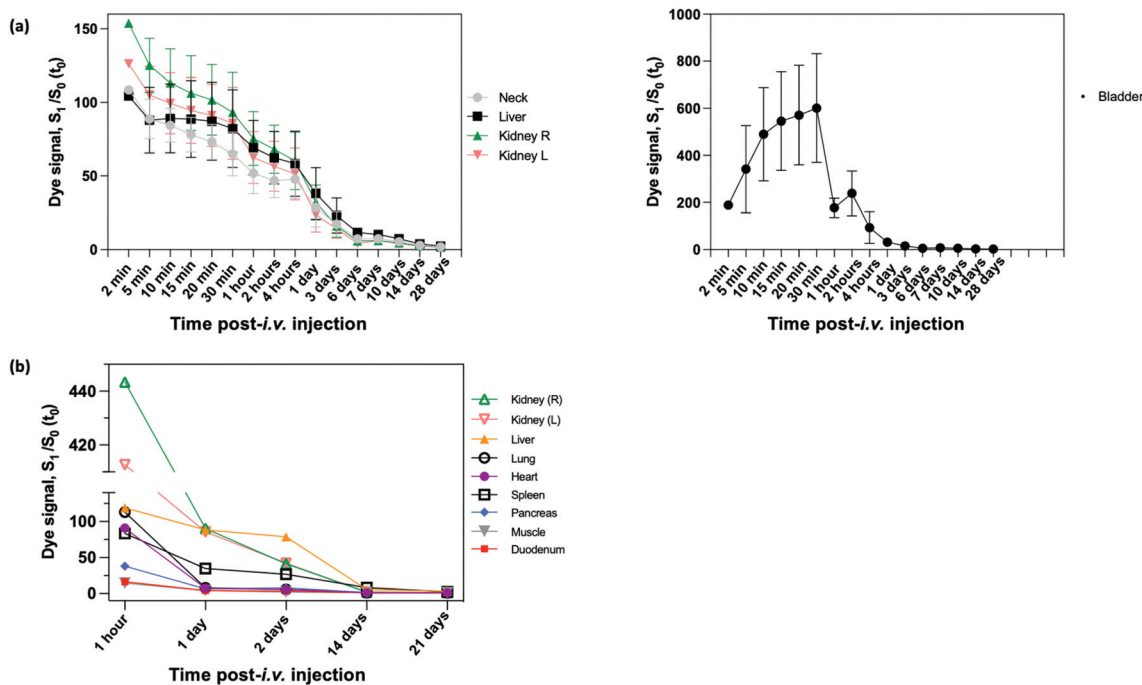 (a)
Dye signal, S1/S0 (t0)
150
100
50
0
2 min
5 min
10 min
15 min
20 min
30 min
1 hour
2 hours
4 hours
1 day
3 days
6 days
7 days
10 days
14 days
28 days
Time post-i.v. injection
Neck
Liver
Kidney R
Kidney L
Dye signal, S1/S0 (t0)
1000
800
600
400
200
0
2 min
5 min
10 min
15 min
20 min
30 min
1 hour
2 hours
4 hours
1 day
3 days
6 days
7 days
10 days
14 days
28 days
Time post-i.v. injection
Bladder
(b)
Dye signal, S1/S0 (t0)
440
420
100
50
0
1 hour
1 day
2 days
14 days
21 days
Time post-i.v. injection
Kidney (R)
Kidney (L)
Liver
Lung
Heart
Spleen
Pancreas
Muscle
Duodenum